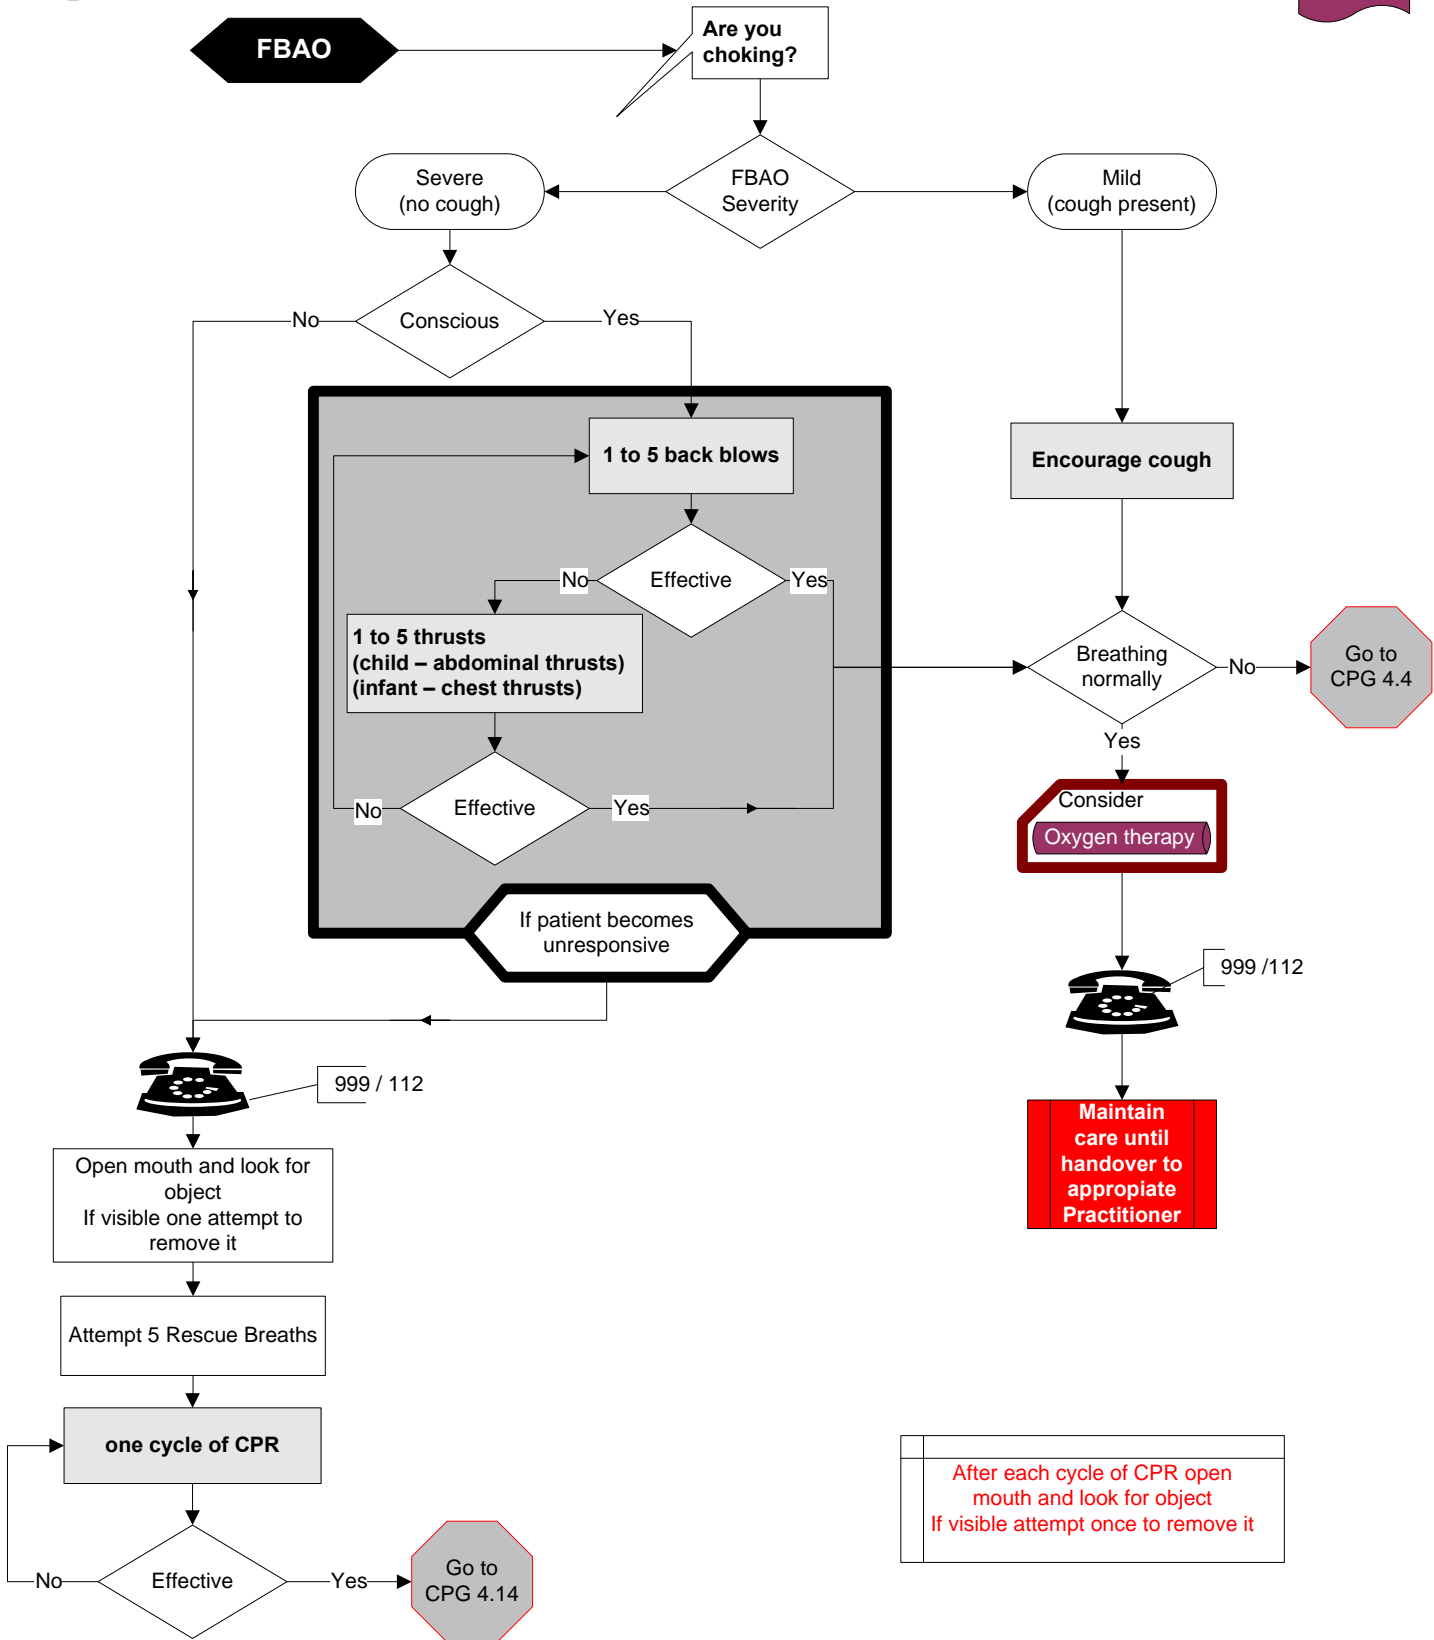 FBAO
Are you
choking?
Severe
(no cough)
FBAO
Severity
Mild
(cough present)
No
Conscious
Yes
1 to 5 back blows
Encourage cough
No
Effective
Yes
1 to 5 thrusts
(child – abdominal thrusts)
(infant – chest thrusts)
Breathing
normally
No
Go to
CPG 4.4
Yes
No
Effective
Yes
Consider
Oxygen therapy
If patient becomes
unresponsive
999 /112
999 / 112
Maintain
care until
handover to
appropiate
Practitioner
Open mouth and look for
object
If visible one attempt to
remove it
Attempt 5 Rescue Breaths
one cycle of CPR
After each cycle of CPR open
mouth and look for object
If visible attempt once to remove it
No
Effective
Yes
Go to
CPG 4.14